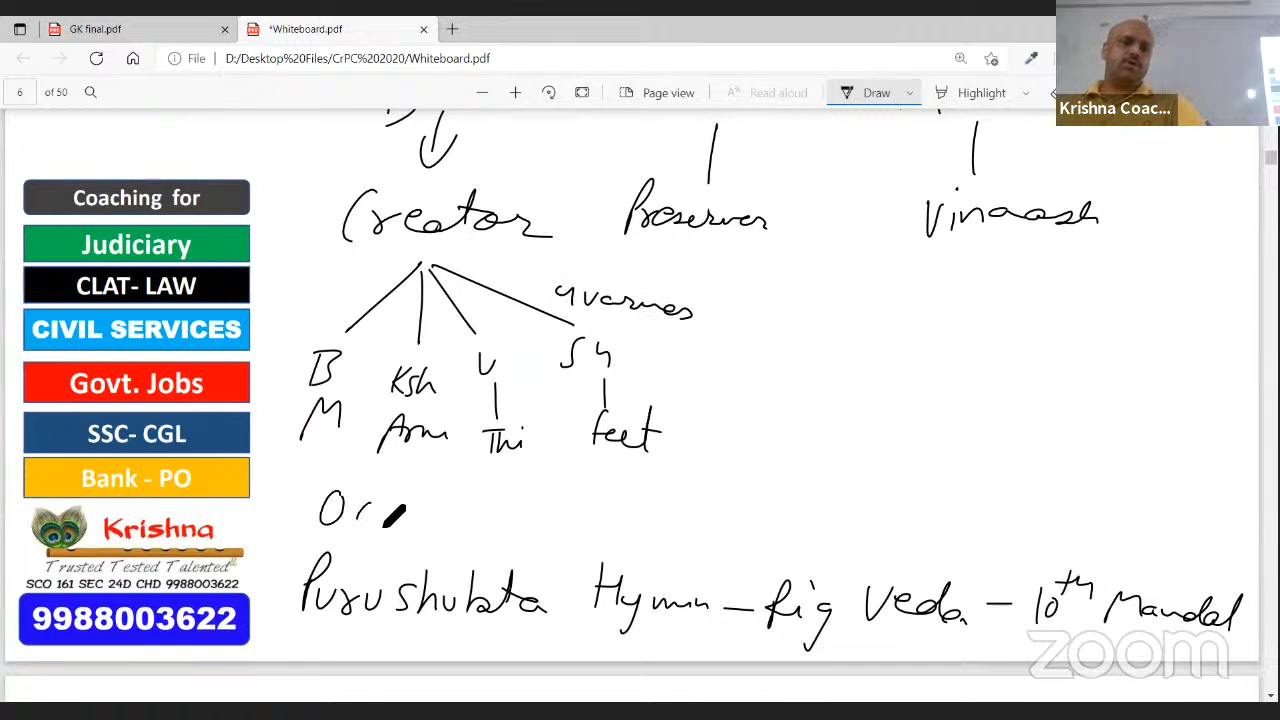 GK final.pdf
*Whiteboard.pdf
File D:/Desktop%20Files/CrPC%202020/Whiteboard.pdf
6 of 50
Page view
Read aloud
Draw
Highlight
Krishna Coac...
Creator Preserver Vinaash
4 varnas
B Ksh V Sh
M Arm Thi feet
Or
Purushukta Hymn - Rig Veda - 10th Mandal
Coaching for
Judiciary
CLAT- LAW
CIVIL SERVICES
Govt. Jobs
SSC- CGL
Bank - PO
Krishna
Trusted Tested Talented
SCO 161 SEC 24D CHD 9988003622
9988003622
zoom